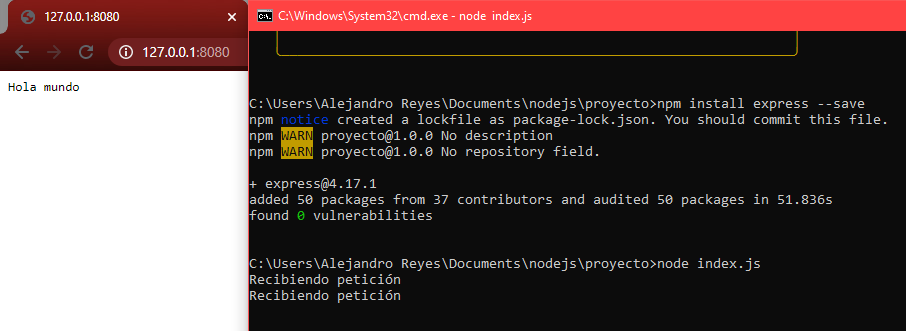 127.0.0.1:8080
127.0.0.1:8080
Hola mundo
C:\Windows\System32\cmd.exe - node index.js
C:\Users\Alejandro Reyes\Documents\nodejs\proyecto>npm install express --save
npm notice created a lockfile as package-lock.json. You should commit this file.
npm WARN proyecto@1.0.0 No description
npm WARN proyecto@1.0.0 No repository field.
+ express@4.17.1
added 50 packages from 37 contributors and audited 50 packages in 51.836s
found 0 vulnerabilities
C:\Users\Alejandro Reyes\Documents\nodejs\proyecto>node index.js
Recibiendo petición
Recibiendo petición